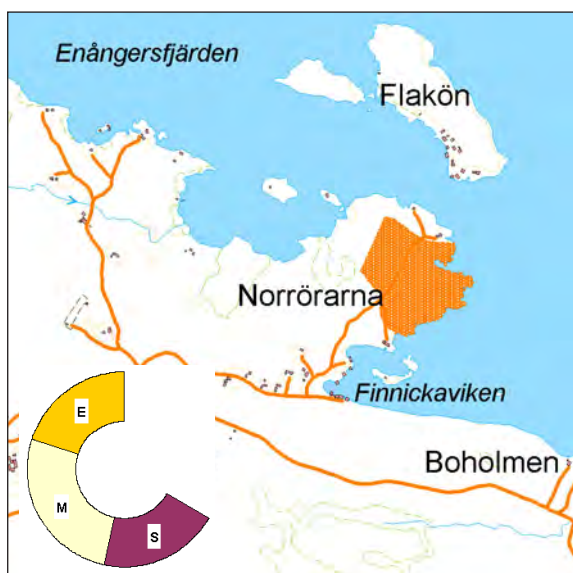 Enångersfjärden
Flakön
Norrörarna
Finnickaviken
Boholmen
E
M
S